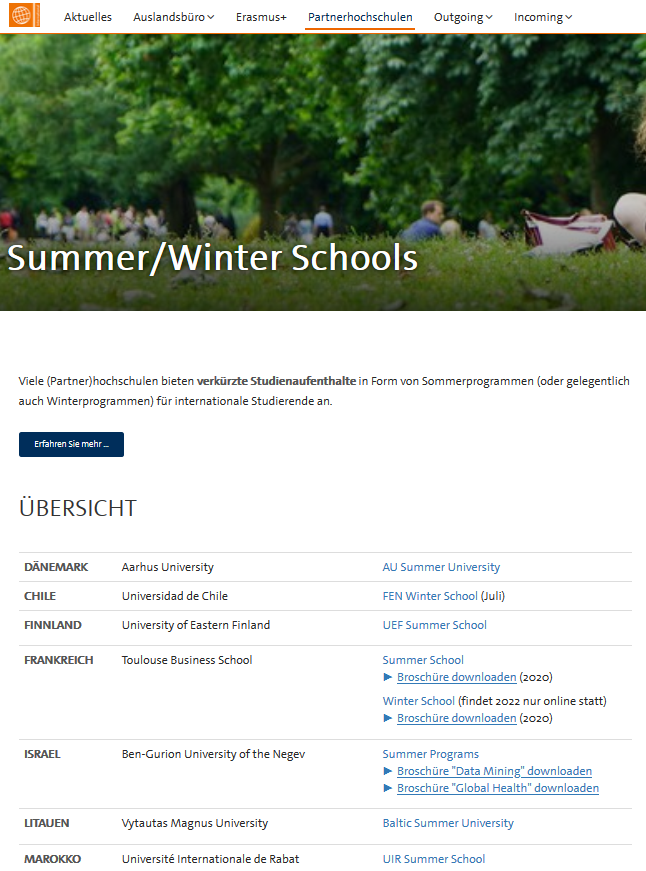 Aktuelles Auslandsbüro Erasmus+ Partnerhochschulen Outgoing Incoming
Summer/Winter Schools
Viele (Partner)hochschulen bieten verkürzte Studienaufenthalte in Form von Sommerprogrammen (oder gelegentlich
auch Winterprogrammen) für internationale Studierende an.
Erfahren Sie mehr ...
ÜBERSICHT
DÄNEMARK Aarhus University AU Summer University
CHILE Universidad de Chile FEN Winter School (Juli)
FINNLAND University of Eastern Finland UEF Summer School
FRANKREICH Toulouse Business School Summer School
► Broschüre downloaden (2020)
Winter School (findet 2022 nur online statt)
► Broschüre downloaden (2020)
ISRAEL Ben-Gurion University of the Negev Summer Programs
► Broschüre "Data Mining" downloaden
► Broschüre "Global Health" downloaden
LITAUEN Vytautas Magnus University Baltic Summer University
MAROKKO Université Internationale de Rabat UIR Summer School